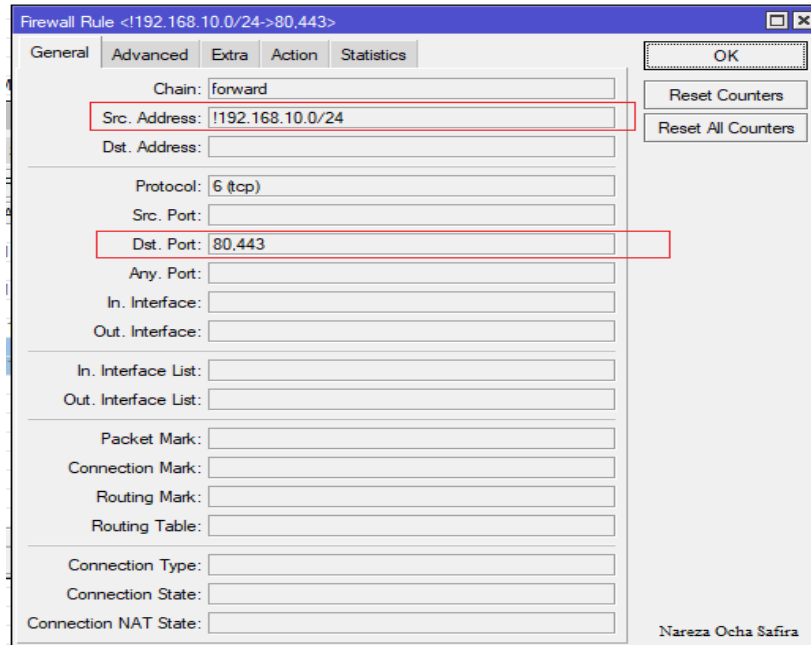 Firewall Rule <!192.168.10.0/24->80,443>
General Advanced Extra Action Statistics
OK
Reset Counters
Reset All Counters
Chain: forward
Src. Address: !192.168.10.0/24
Dst. Address:
Protocol: 6 (tcp)
Src. Port:
Dst. Port: 80,443
Any. Port:
In. Interface:
Out. Interface:
In. Interface List:
Out. Interface List:
Packet Mark:
Connection Mark:
Routing Mark:
Routing Table:
Connection Type:
Connection State:
Connection NAT State:
Nareza Ocha Safira